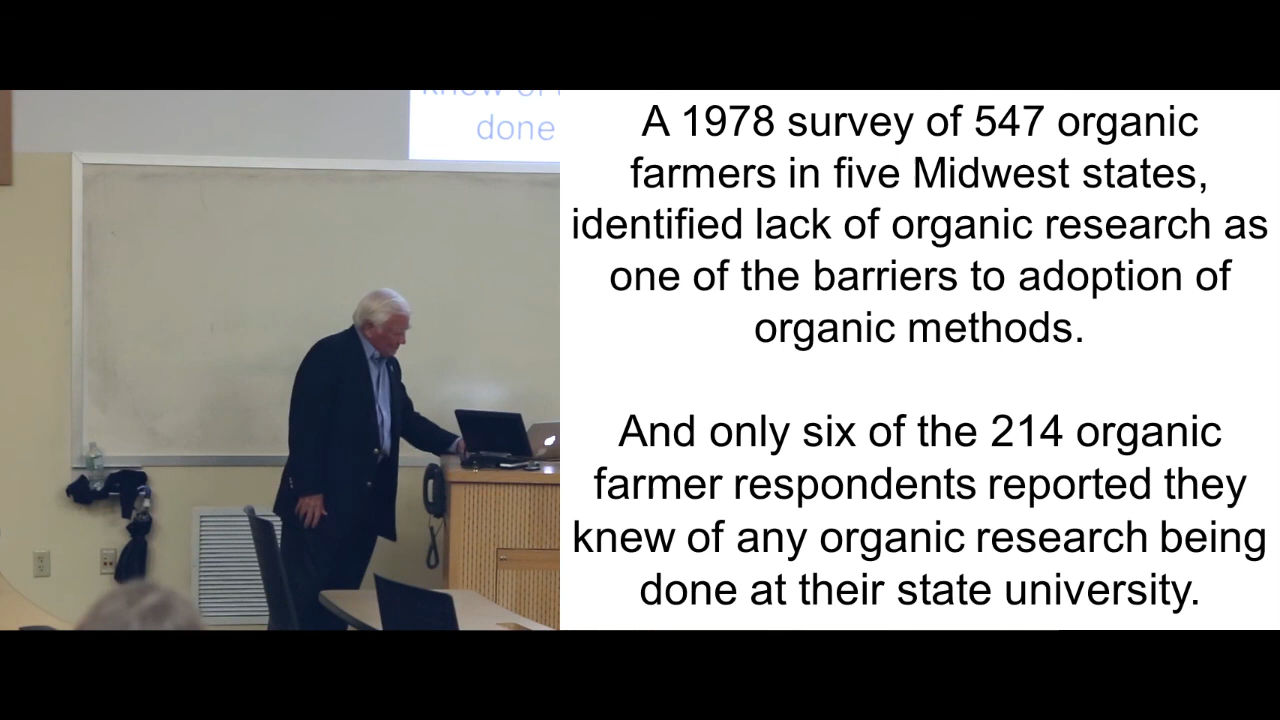 done
A 1978 survey of 547 organic
farmers in five Midwest states,
identified lack of organic research as
one of the barriers to adoption of
organic methods.
And only six of the 214 organic
farmer respondents reported they
knew of any organic research being
done at their state university.